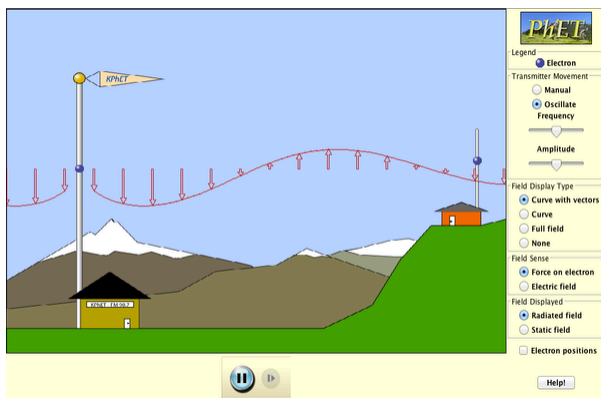 KPhET
KPhET FM 98.7
PhET
Legend
Electron
Transmitter Movement
Manual
Oscillate
Frequency
Amplitude
Field Display Type
Curve with vectors
Curve
Full field
None
Field Sense
Force on electron
Electric field
Field Displayed
Radiated field
Static field
Electron positions
Help!